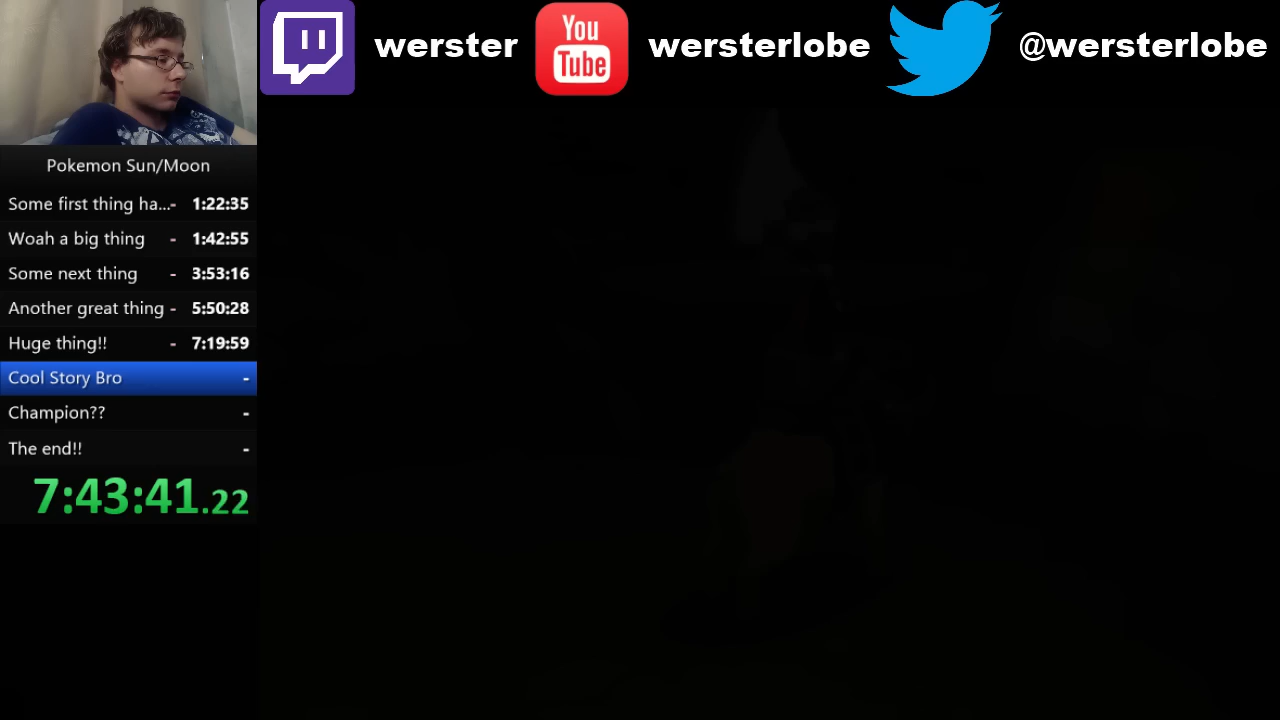 werster
You Tube
wersterlobe
@wersterlobe
Pokemon Sun/Moon
Some first thing ha...- 1:22:35
Woah a big thing - 1:42:55
Some next thing - 3:53:16
Another great thing - 5:50:28
Huge thing!! - 7:19:59
Cool Story Bro -
Champion?? -
The end!! -
7:43:41.22